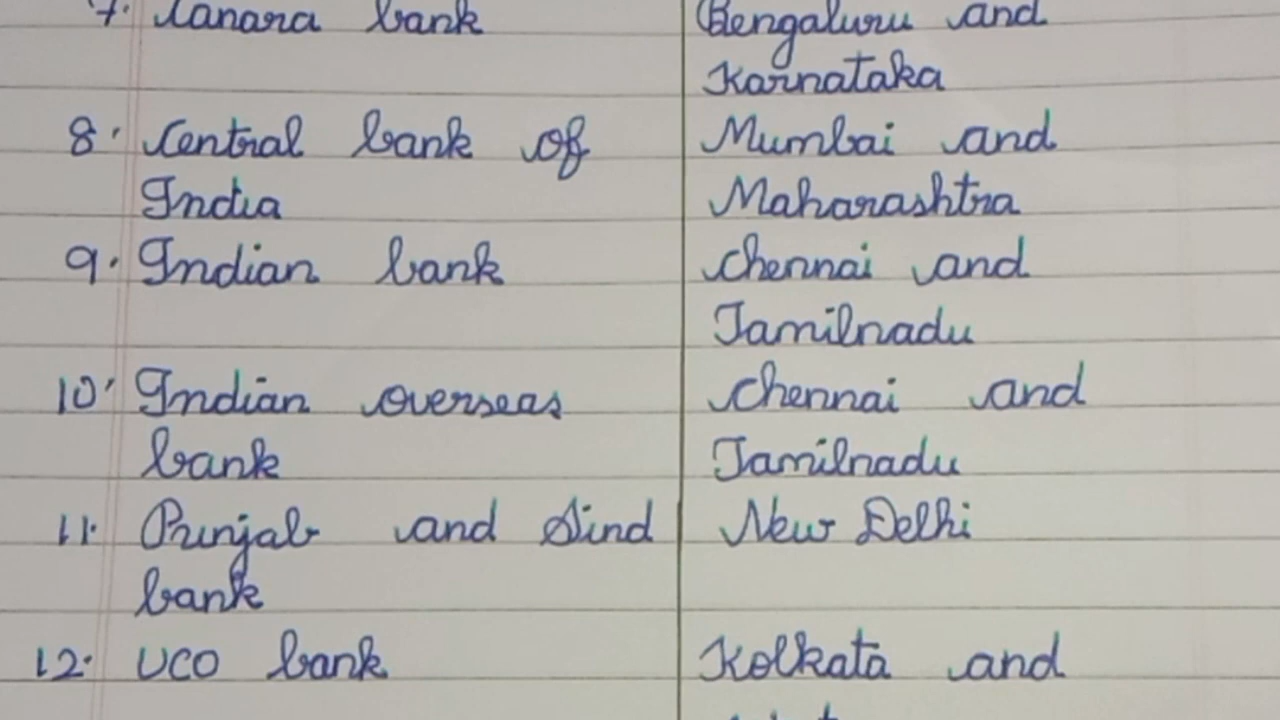 7. Canara bank Bengaluru and
Karnataka
8. Central bank of Mumbai and
India Maharashtra
9. Indian bank Chennai and
Tamilnadu
10. Indian overseas Chennai and
bank Tamilnadu
11. Punjab and Sind New Delhi
bank
12. UCO bank Kolkata and